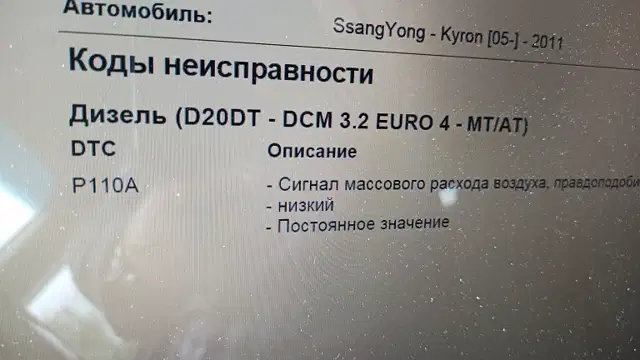 Автомобиль: SsangYong - Kyron [05-] - 2011
Коды неисправности
Дизель (D20DT - DCM 3.2 EURO 4 - MT/AT)
DTC Описание
P110A - Сигнал массового расхода воздуха, правдоподоби
- низкий
- Постоянное значение